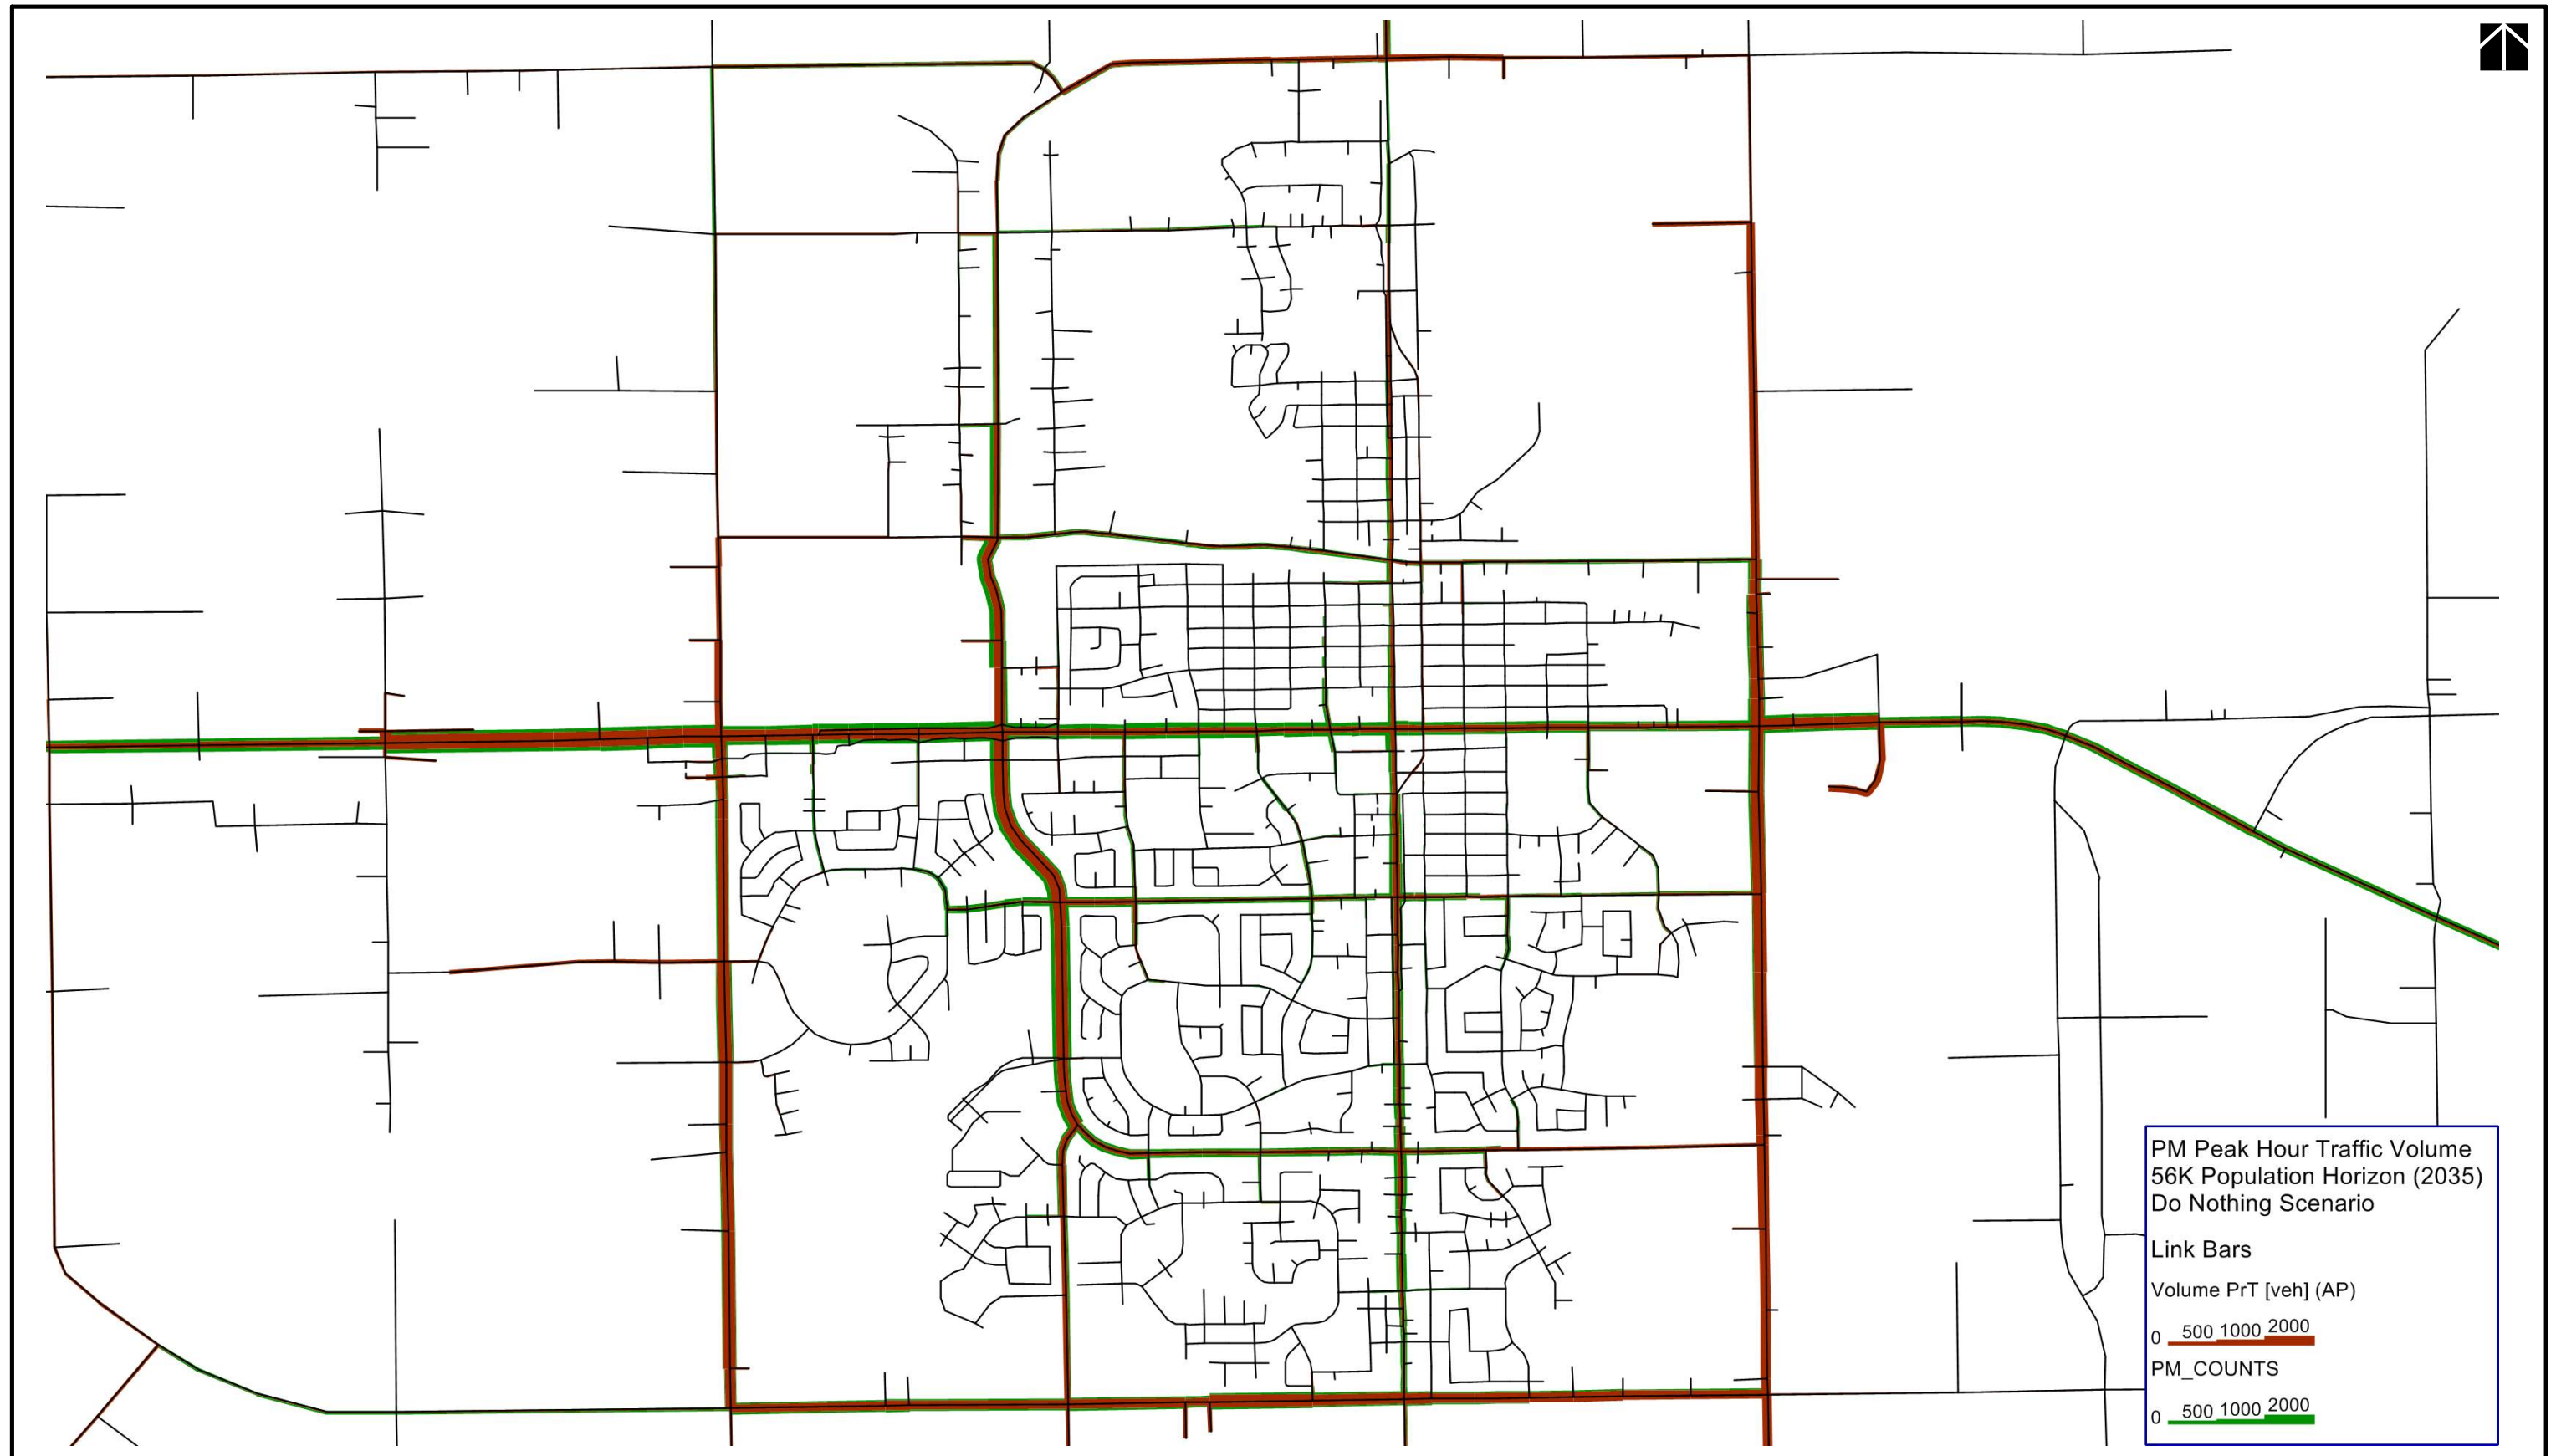 PM Peak Hour Traffic Volume
56K Population Horizon (2035)
Do Nothing Scenario
Link Bars
Volume PrT [veh] (AP)
0 500 1000 2000
PM_COUNTS
0 500 1000 2000